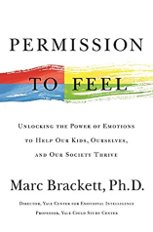 PERMISSION
TO FEEL
Unlocking the Power of Emotions
to Help Our Kids, Ourselves,
and Our Society Thrive
Marc Brackett, Ph.D.
Director, Yale Center for Emotional Intelligence
Professor, Yale Child Study Center